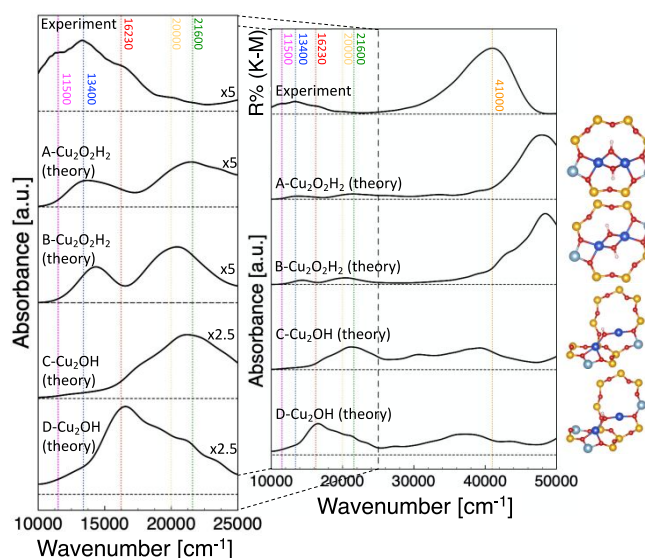 Experiment
11500
13400
16230
20000
21600
x5
A-Cu₂O₂H₂
(theory)
x5
B-Cu₂O₂H₂
(theory)
x5
C-Cu₂OH
(theory)
x2.5
D-Cu₂OH
(theory)
x2.5
Absorbance [a.u.]
10000 15000 20000 25000
Wavenumber [cm⁻¹]
R% (K-M)
11500
13400
16230
20000
21600
41000
Experiment
A-Cu₂O₂H₂ (theory)
B-Cu₂O₂H₂ (theory)
C-Cu₂OH (theory)
D-Cu₂OH (theory)
Absorbance [a.u.]
10000 20000 30000 40000 50000
Wavenumber [cm⁻¹]